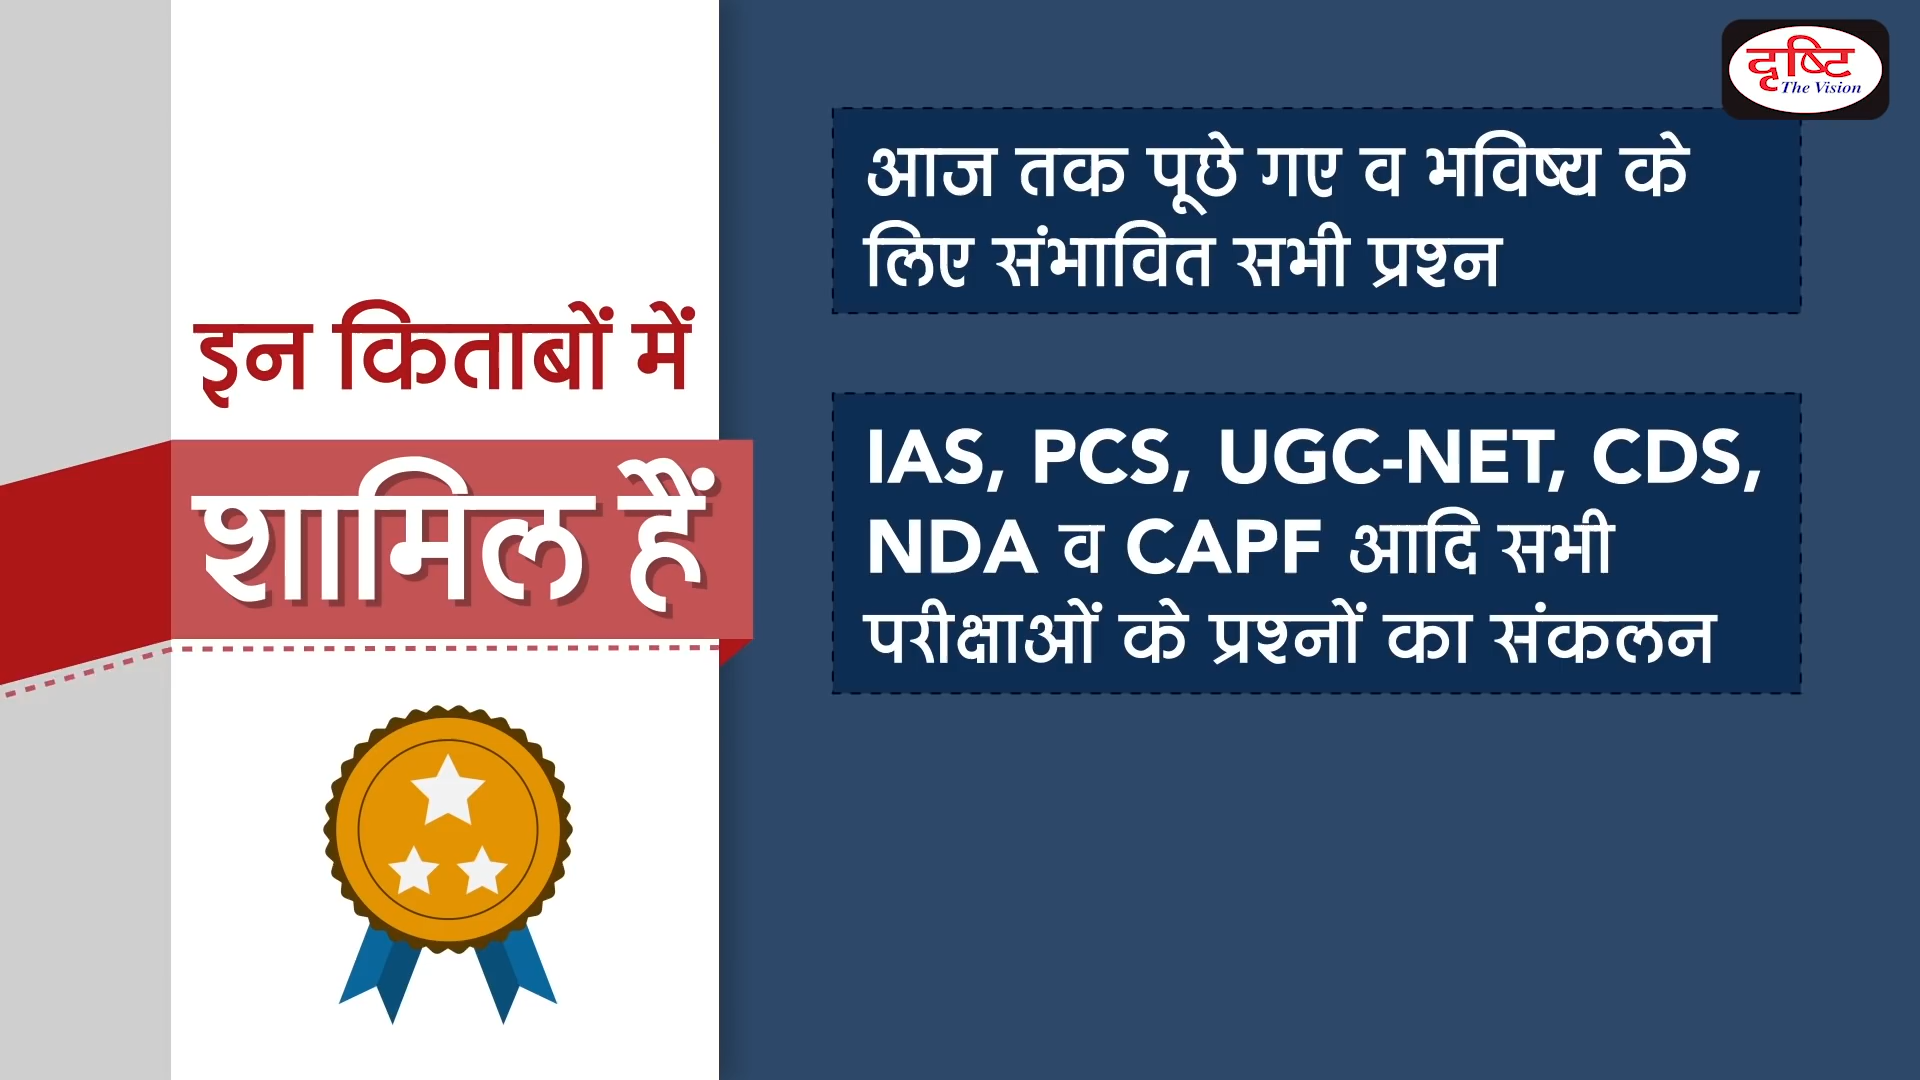 इन किताबों में
शामिल हैं
दृष्टि
The Vision
आज तक पूछे गए व भविष्य के
लिए संभावित सभी प्रश्न
IAS, PCS, UGC-NET, CDS,
NDA व CAPF आदि सभी
परीक्षाओं के प्रश्नों का संकलन